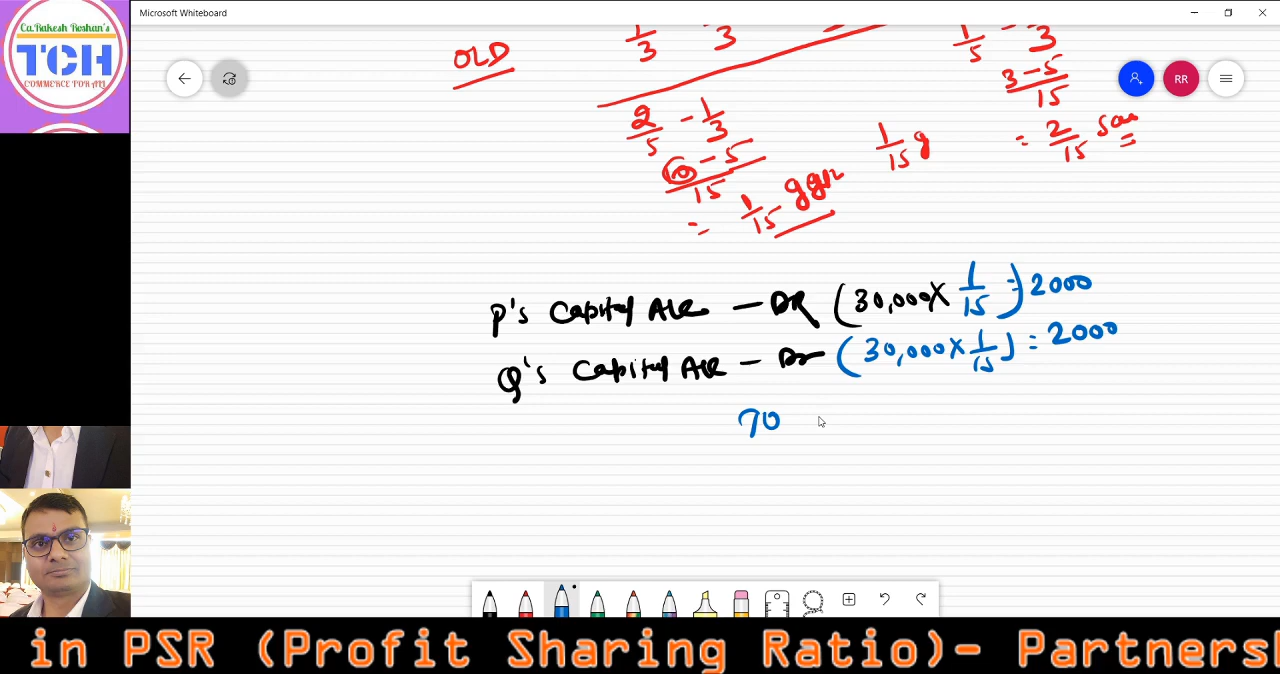 Microsoft Whiteboard
Ca.Rakesh Roshan's
TCH
COMMERCE FOR ALL
RR
OLD
1/3 3
1/5 - 1/3
3-5/15
= 2/15 sac
2/5 - 1/3
6-5/15
= 1/15 gain
1/15 g
P's Capital A/c — DR (30,000 X 1/15) = 2000
Q's Capital A/c — Dr (30,000 X 1/15) = 2000
70
in PSR (Profit Sharing Ratio)- Partners